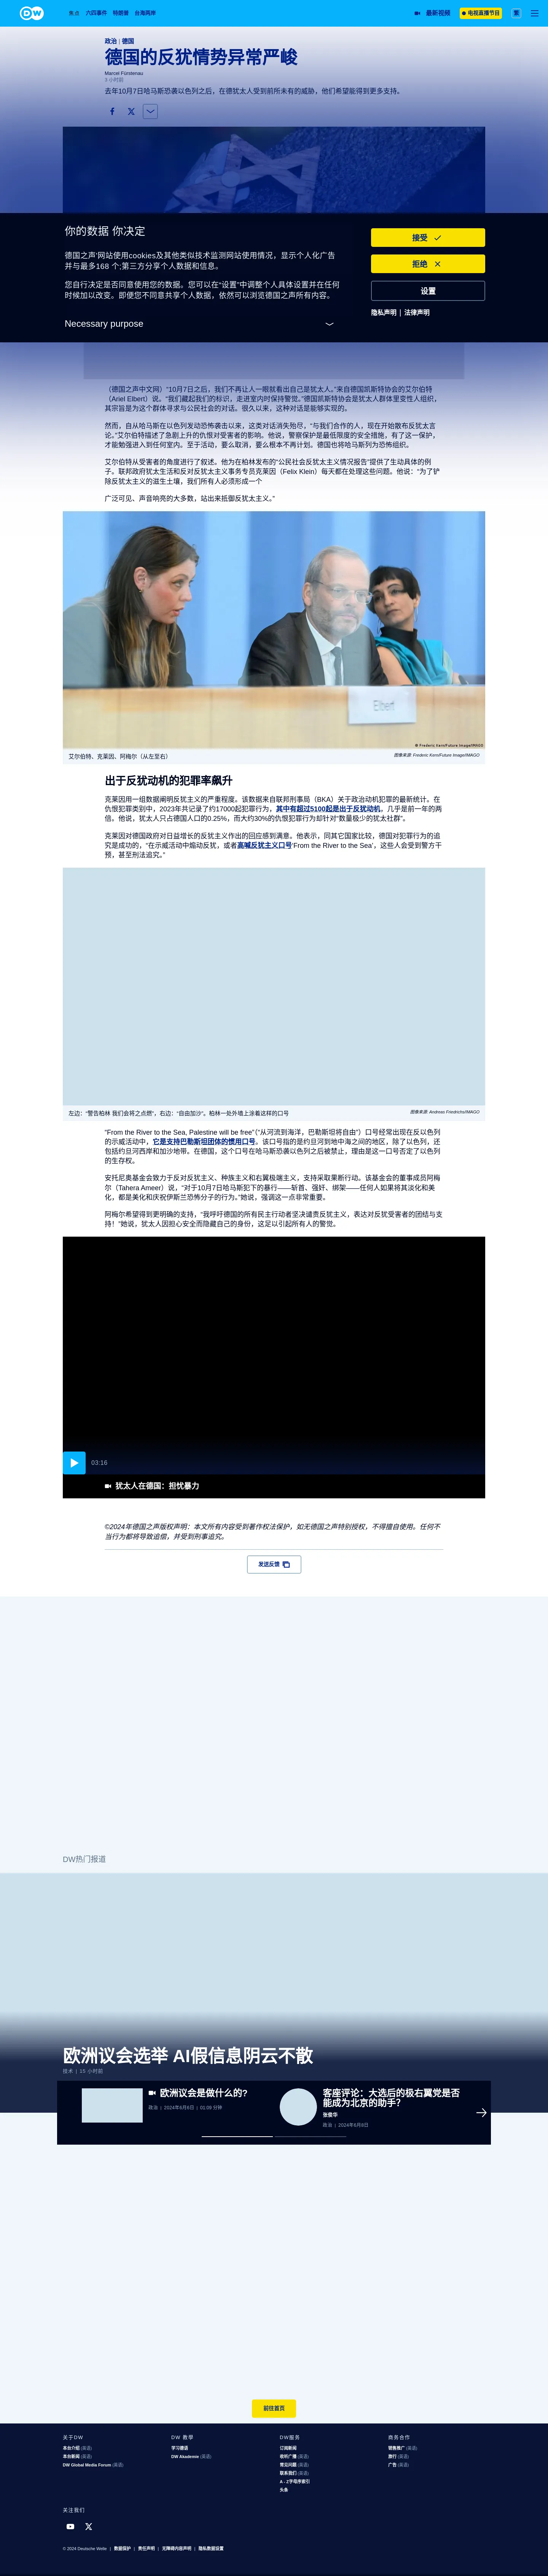 DW
焦点 六四事件 特朗普 台海两岸 最新视频 电视直播节目 繁
政治 | 德国
德国的反犹情势异常严峻
Marcel Fürstenau
3 小时前
去年10月7日哈马斯恐袭以色列之后，在德犹太人受到前所未有的威胁，他们希望能得到更多支持。
你的数据 你决定
德国之声'网站使用cookies及其他类似技术监测网站使用情况，显示个人化广告
并与最多168 个;第三方分享个人数据和信息。
您自行决定是否同意使用您的数据。您可以在“设置”中调整个人具体设置并在任何
时候加以改变。即便您不同意共享个人数据，依然可以浏览德国之声所有内容。
Necessary purpose
接受
拒绝
设置
隐私声明 | 法律声明
（德国之声中文网）“10月7日之后，我们不再让人一眼就看出自己是犹太人。”来自德国凯斯特协会的艾尔伯特
（Ariel Elbert）说。“我们藏起我们的标识，走进室内时保持警觉。”德国凯斯特协会是犹太人群体里变性人组织，
其宗旨是为这个群体寻求与公民社会的对话。很久以来，这种对话是能够实现的。
然而，自从哈马斯在以色列发动恐怖袭击以来，这类对话消失殆尽，“与我们合作的人，现在开始散布反犹太言
论。”艾尔伯特描述了急剧上升的仇恨对受害者的影响。他说，警察保护是最低限度的安全措施，有了这一保护，
才能勉强进入到任何室内。至于活动，要么取消，要么根本不再计划。德国也将哈马斯列为恐怖组织。
艾尔伯特从受害者的角度进行了叙述。他为在柏林发布的“公民社会反犹太主义情况报告”提供了生动具体的例
子。联邦政府犹太生活和反对反犹太主义事务专员克莱因（Felix Klein）每天都在处理这些问题。他说：“为了铲
除反犹太主义的滋生土壤，我们所有人必须形成一个
广泛可见、声音响亮的大多数，站出来抵御反犹太主义。”
Ebert
© Frederic Kern/Future Image/IMAGO
艾尔伯特、克莱因、阿梅尔（从左至右）
图像来源: Frederic Kern/Future Image/IMAGO
出于反犹动机的犯罪率飙升
克莱因用一组数据阐明反犹主义的严重程度。该数据来自联邦刑事局（BKA）关于政治动机犯罪的最新统计。在
仇恨犯罪类别中，2023年共记录了约17000起犯罪行为，其中有超过5100起是出于反犹动机。几乎是前一年的两
倍。他说，犹太人只占德国人口的0.25%，而大约30%的仇恨犯罪行为却针对“数量极少的犹太社群”。
克莱因对德国政府对日益增长的反犹主义作出的回应感到满意。他表示，同其它国家比较，德国对犯罪行为的追
究是成功的，“在示威活动中煽动反犹，或者高喊反犹主义口号‘From the River to the Sea’，这些人会受到警方干
预，甚至刑法追究。”
左边：“警告柏林 我们会将之点燃”，右边：“自由加沙”。柏林一处外墙上涂着这样的口号
图像来源: Andreas Friedrichs/IMAGO
“From the River to the Sea, Palestine will be free” (“从河流到海洋，巴勒斯坦将自由”）口号经常出现在反以色列
的示威活动中，它是支持巴勒斯坦团体的惯用口号。该口号指的是约旦河到地中海之间的地区，除了以色列，还
包括约旦河西岸和加沙地带。在德国，这个口号在哈马斯恐袭以色列之后被禁止，理由是这一口号否定了以色列
的生存权。
安托尼奥基金会致力于反对反犹主义、种族主义和右翼极端主义，支持采取果断行动。该基金会的董事成员阿梅
尔（Tahera Ameer）说，“对于10月7日哈马斯犯下的暴行——斩首、强奸、绑架——任何人如果将其淡化和美
化，都是美化和庆祝伊斯兰恐怖分子的行为。”她说，强调这一点非常重要。
阿梅尔希望得到更明确的支持，“我呼吁德国的所有民主行动者坚决谴责反犹主义，表达对反犹受害者的团结与支
持！”她说，犹太人因担心安全而隐藏自己的身份，这足以引起所有人的警觉。
03:16
犹太人在德国：担忧暴力
©2024年德国之声版权声明：本文所有内容受到著作权法保护，如无德国之声特别授权，不得擅自使用。任何不
当行为都将导致追偿，并受到刑事追究。
发送反馈
DW热门报道
欧洲议会选举 AI假信息阴云不散
技术 | 15 小时前
欧洲议会是做什么的?
政治 | 2024年6月6日 | 01:09 分钟
客座评论：大选后的极右翼党是否
能成为北京的助手？
张俊华
政治 | 2024年6月8日
前往首页
关于DW
本台介绍 (英语)
本台新闻 (英语)
DW Global Media Forum (英语)
DW 教学
学习德语
DW Akademie (英语)
DW服务
订阅新闻
收听广播 (英语)
常见问题 (英语)
联系我们 (英语)
A - Z字母序索引
头条
商务合作
销售推广 (英语)
旅行 (英语)
广告 (英语)
关注我们
© 2024 Deutsche Welle | 数据保护 | 责任声明 | 无障碍内容声明 | 隐私数据设置